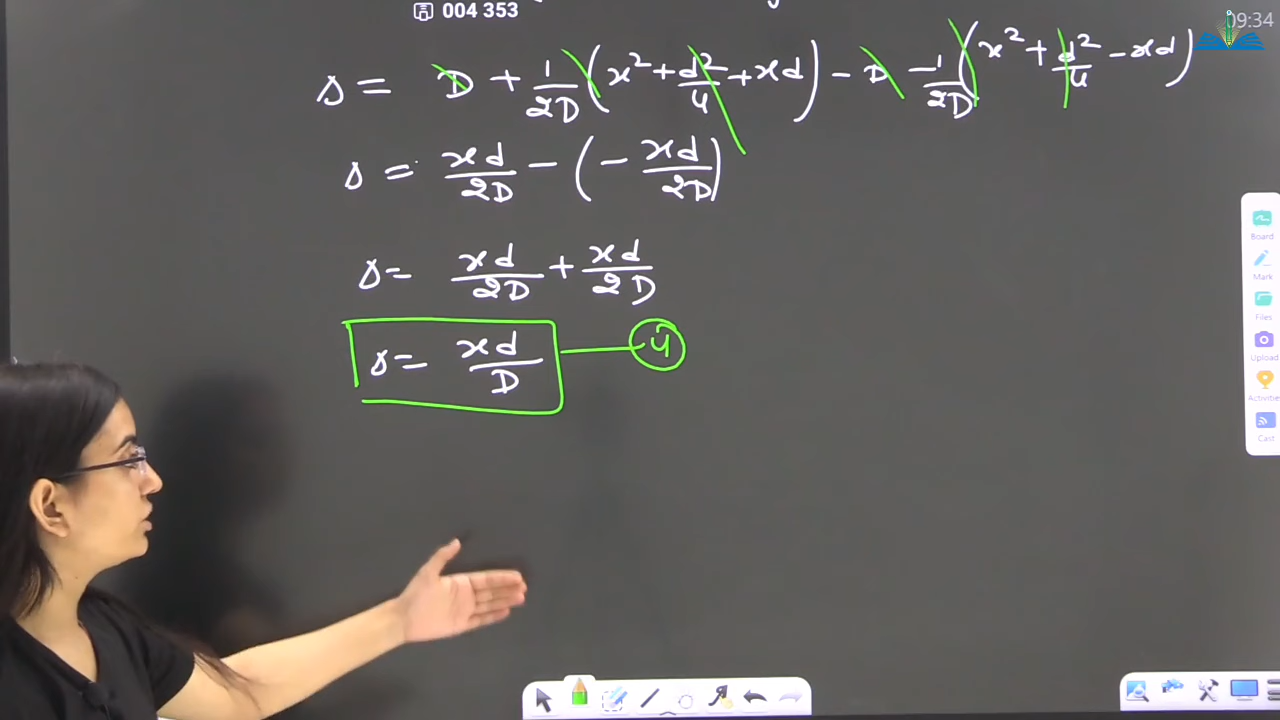 004 353
09:34
s = D + 1/2D (x² + d²/4 + xd) - D - 1/2D (x² + d²/4 - xd)
s = xd/2D - (- xd/2D)
s = xd/2D + xd/2D
s = xd/D — 4
Board
Mark
Files
Upload
Activities
Cast